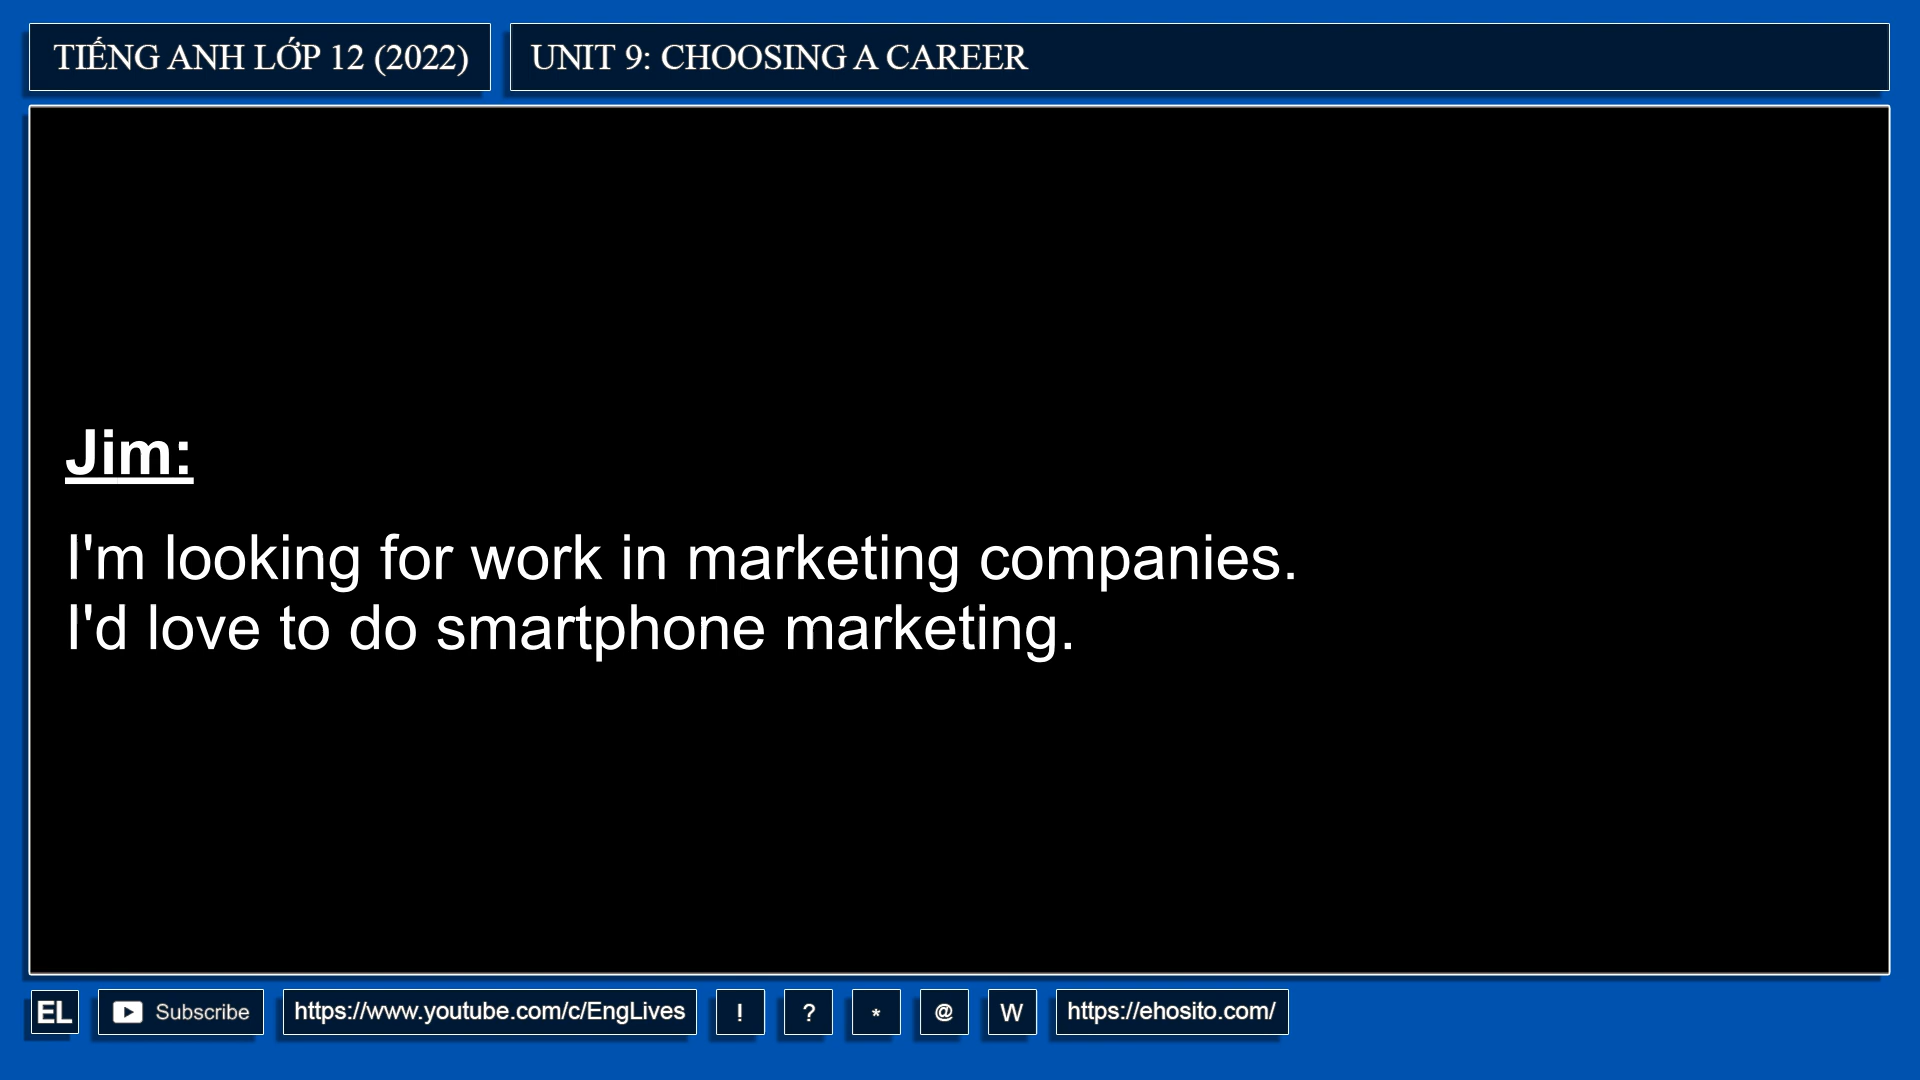 TIẾNG ANH LỚP 12 (2022)
UNIT 9: CHOOSING A CAREER
Jim:
I'm looking for work in marketing companies.
I'd love to do smartphone marketing.
EL
Subscribe
https://www.youtube.com/c/EngLives
!
?
*
@
W
https://ehosito.com/